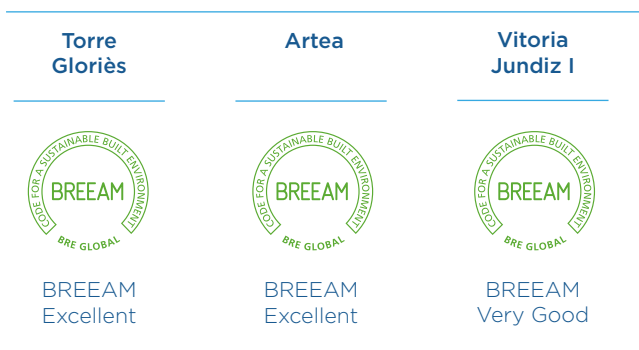 Torre
Gloriès
Artea
Vitoria
Jundiz I
CODE FOR A SUSTAINABLE BUILT ENVIRONMENT
BREEAM
BRE GLOBAL
CODE FOR A SUSTAINABLE BUILT ENVIRONMENT
BREEAM
BRE GLOBAL
CODE FOR A SUSTAINABLE BUILT ENVIRONMENT
BREEAM
BRE GLOBAL
BREEAM
Excellent
BREEAM
Excellent
BREEAM
Very Good